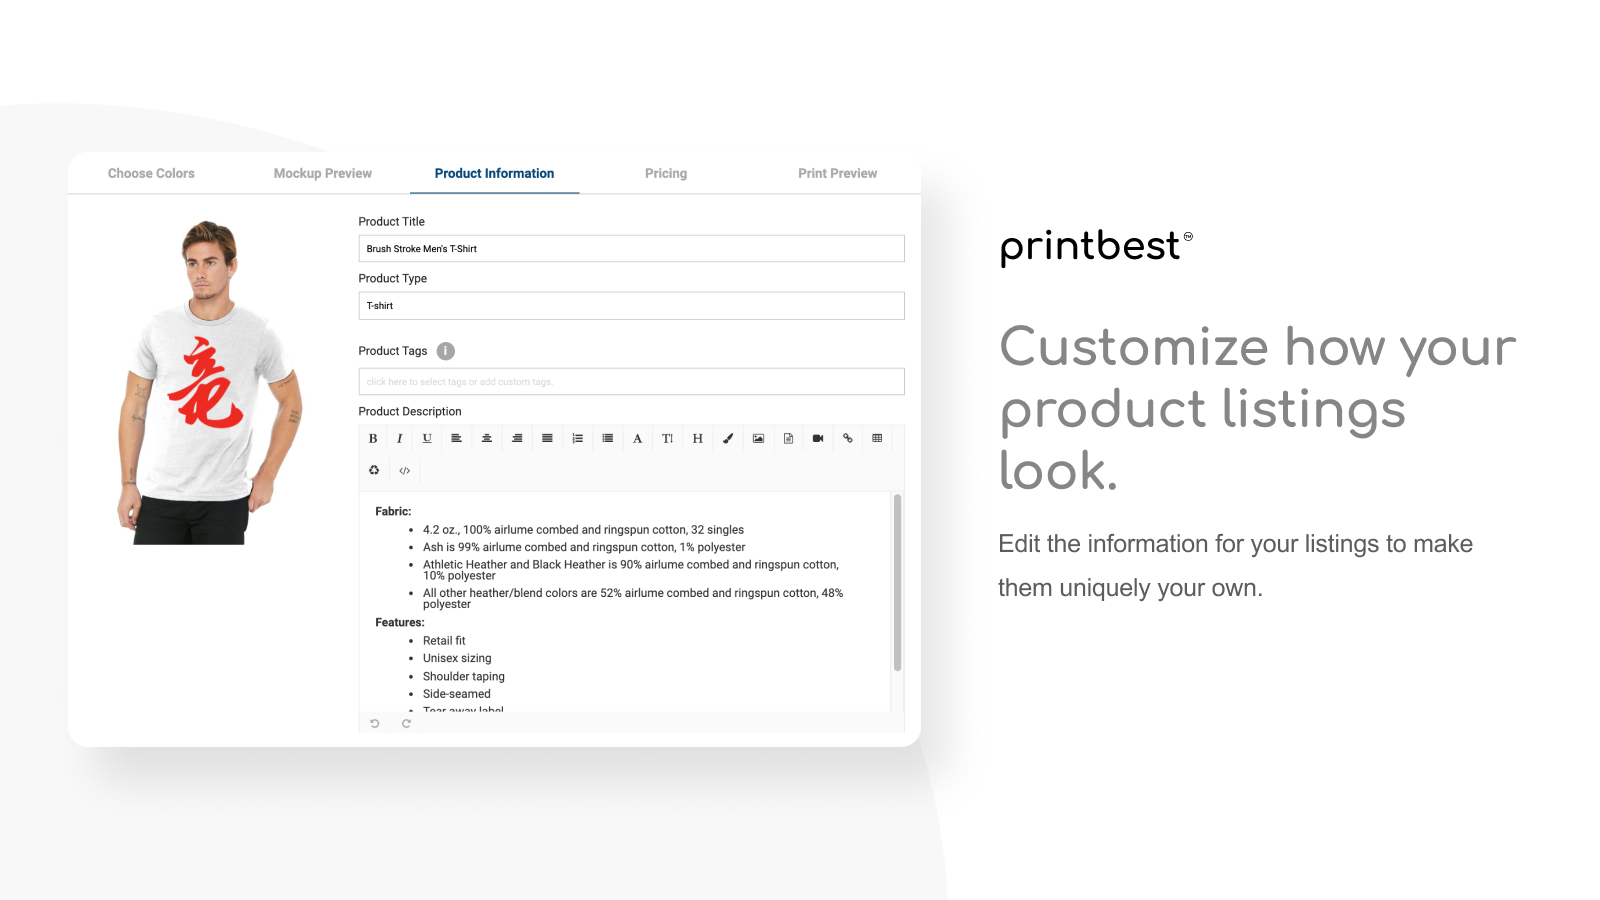 Choose Colors
Mockup Preview
Product Information
Pricing
Print Preview
竜
Product Title
Brush Stroke Men's T-Shirt
Product Type
T-shirt
Product Tags i
click here to select tags or add custom tags.
Product Description
B I U A T! H </>
Fabric:
• 4.2 oz., 100% airlume combed and ringspun cotton, 32 singles
• Ash is 99% airlume combed and ringspun cotton, 1% polyester
• Athletic Heather and Black Heather is 90% airlume combed and ringspun cotton,
10% polyester
• All other heather/blend colors are 52% airlume combed and ringspun cotton, 48%
polyester
Features:
• Retail fit
• Unisex sizing
• Shoulder taping
• Side-seamed
• Tear away label
printbest™
Customize how your
product listings
look.
Edit the information for your listings to make
them uniquely your own.